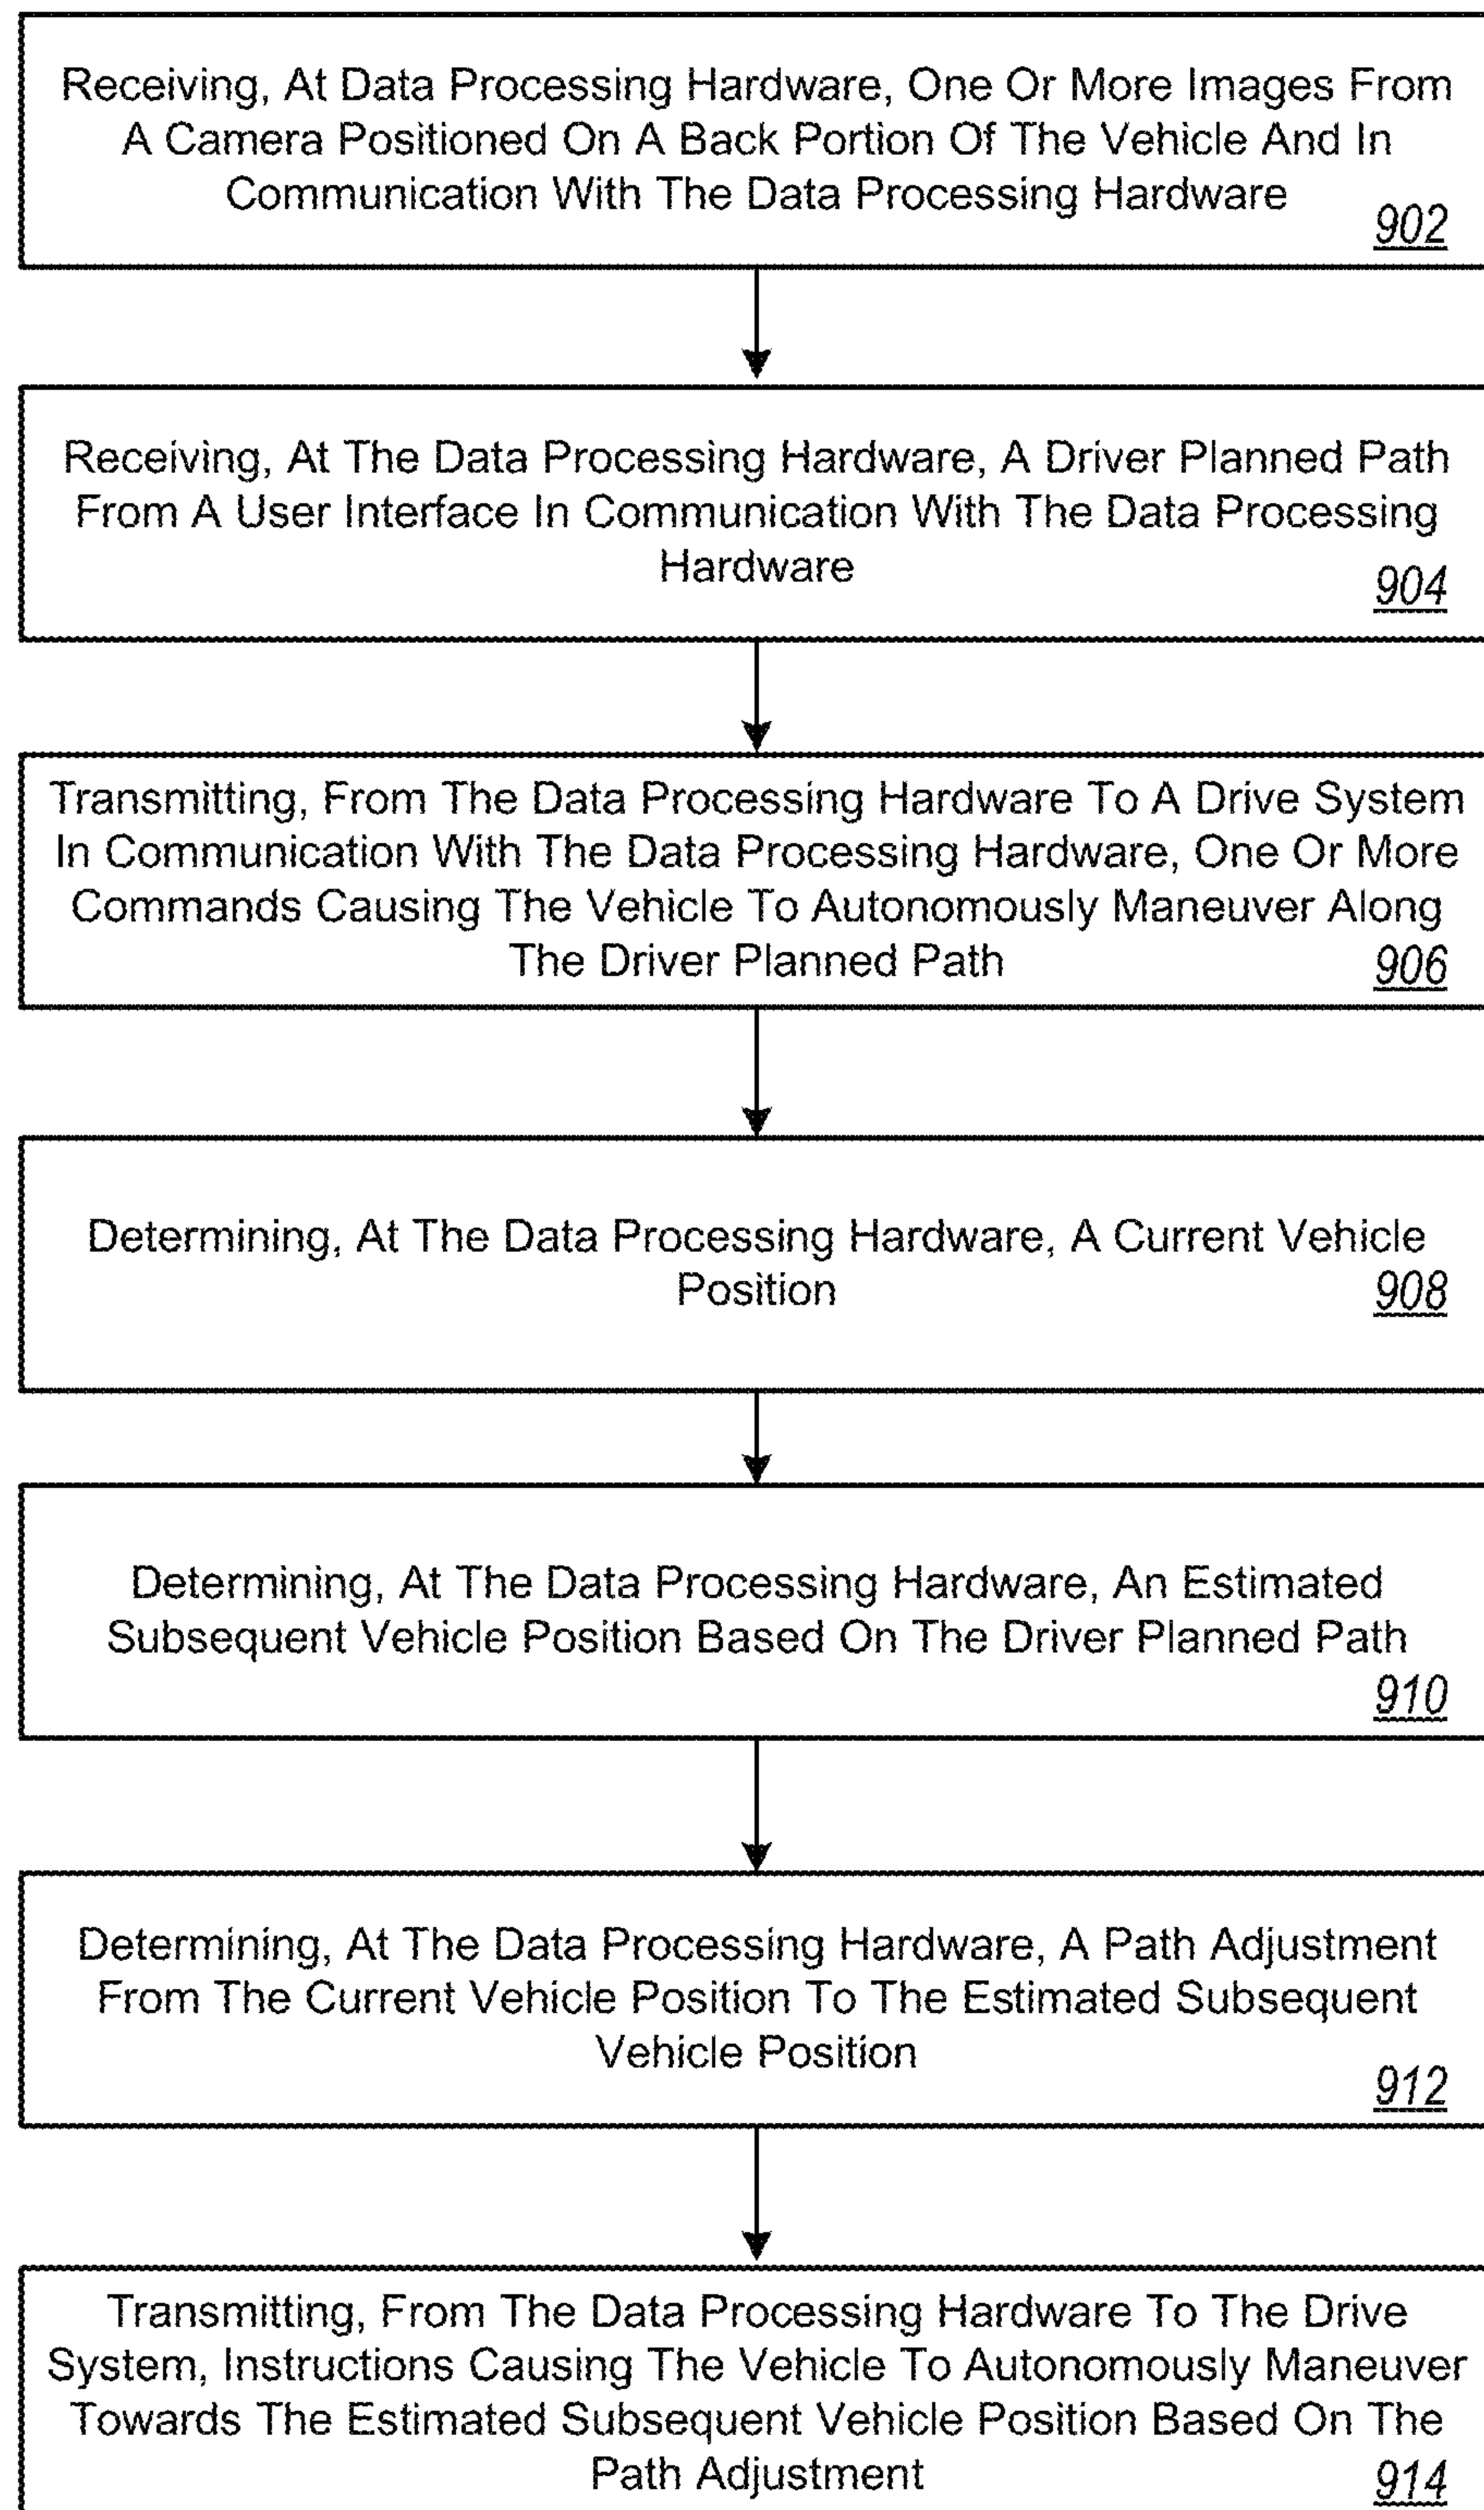 Receiving, At Data Processing Hardware, One Or More Images From
A Camera Positioned On A Back Portion Of The Vehicle And In
Communication With The Data Processing Hardware
902
Receiving, At The Data Processing Hardware, A Driver Planned Path
From A User Interface In Communication With The Data Processing
Hardware
904
Transmitting, From The Data Processing Hardware To A Drive System
In Communication With The Data Processing Hardware, One Or More
Commands Causing The Vehicle To Autonomously Maneuver Along
The Driver Planned Path
906
Determining, At The Data Processing Hardware, A Current Vehicle
Position
908
Determining, At The Data Processing Hardware, An Estimated
Subsequent Vehicle Position Based On The Driver Planned Path
910
Determining, At The Data Processing Hardware, A Path Adjustment
From The Current Vehicle Position To The Estimated Subsequent
Vehicle Position
912
Transmitting, From The Data Processing Hardware To The Drive
System, Instructions Causing The Vehicle To Autonomously Maneuver
Towards The Estimated Subsequent Vehicle Position Based On The
Path Adjustment
914